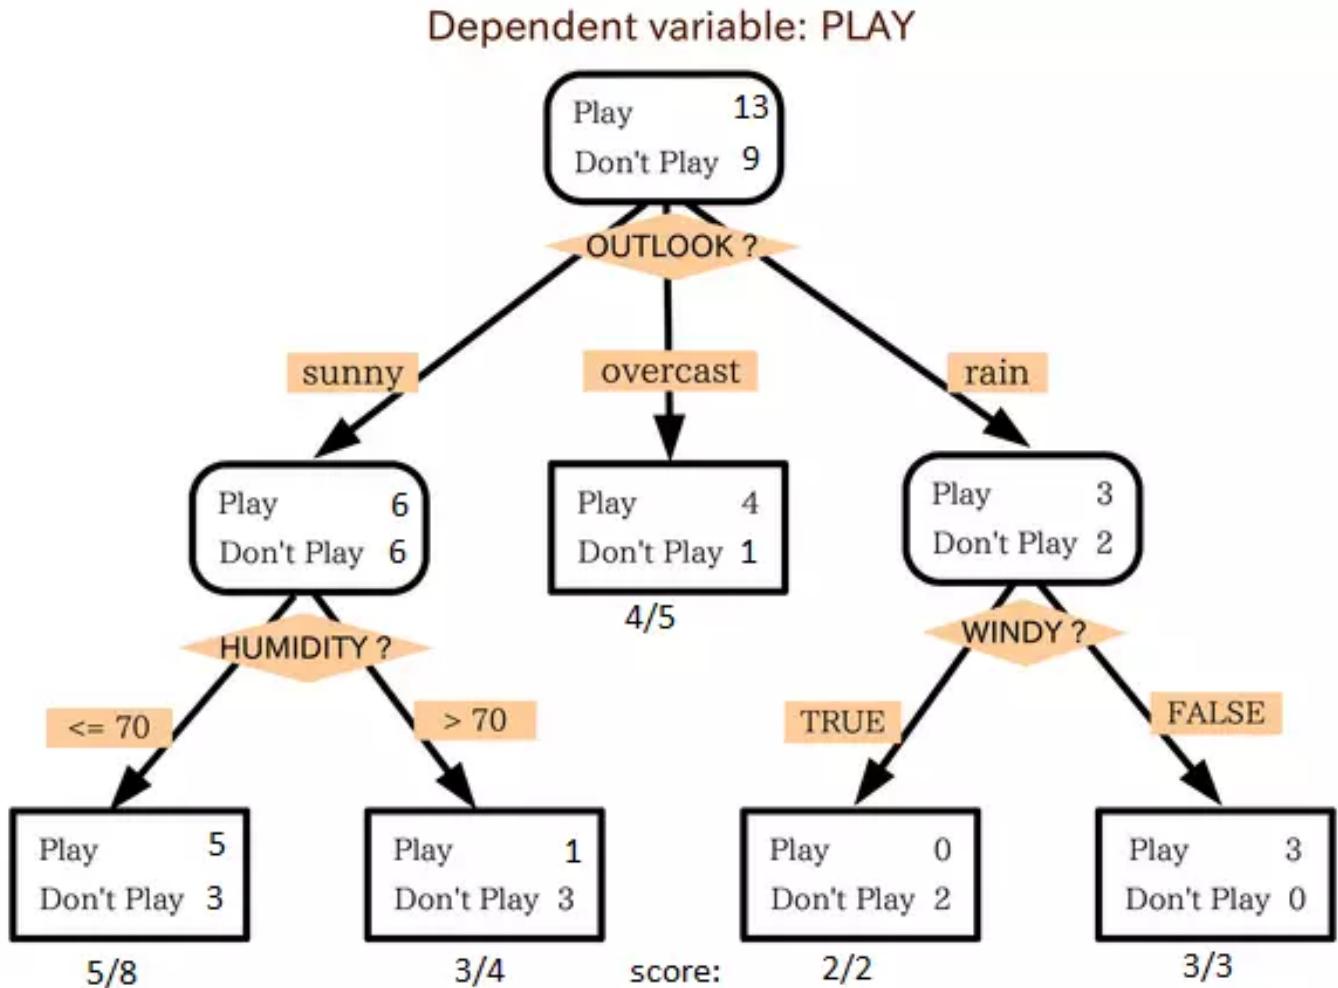 Dependent variable: PLAY
Play 13
Don't Play 9
OUTLOOK ?
sunny
overcast
rain
Play 6
Don't Play 6
Play 4
Don't Play 1
4/5
Play 3
Don't Play 2
HUMIDITY ?
WINDY ?
<= 70
> 70
TRUE
FALSE
Play 5
Don't Play 3
5/8
Play 1
Don't Play 3
3/4
score:
Play 0
Don't Play 2
2/2
Play 3
Don't Play 0
3/3